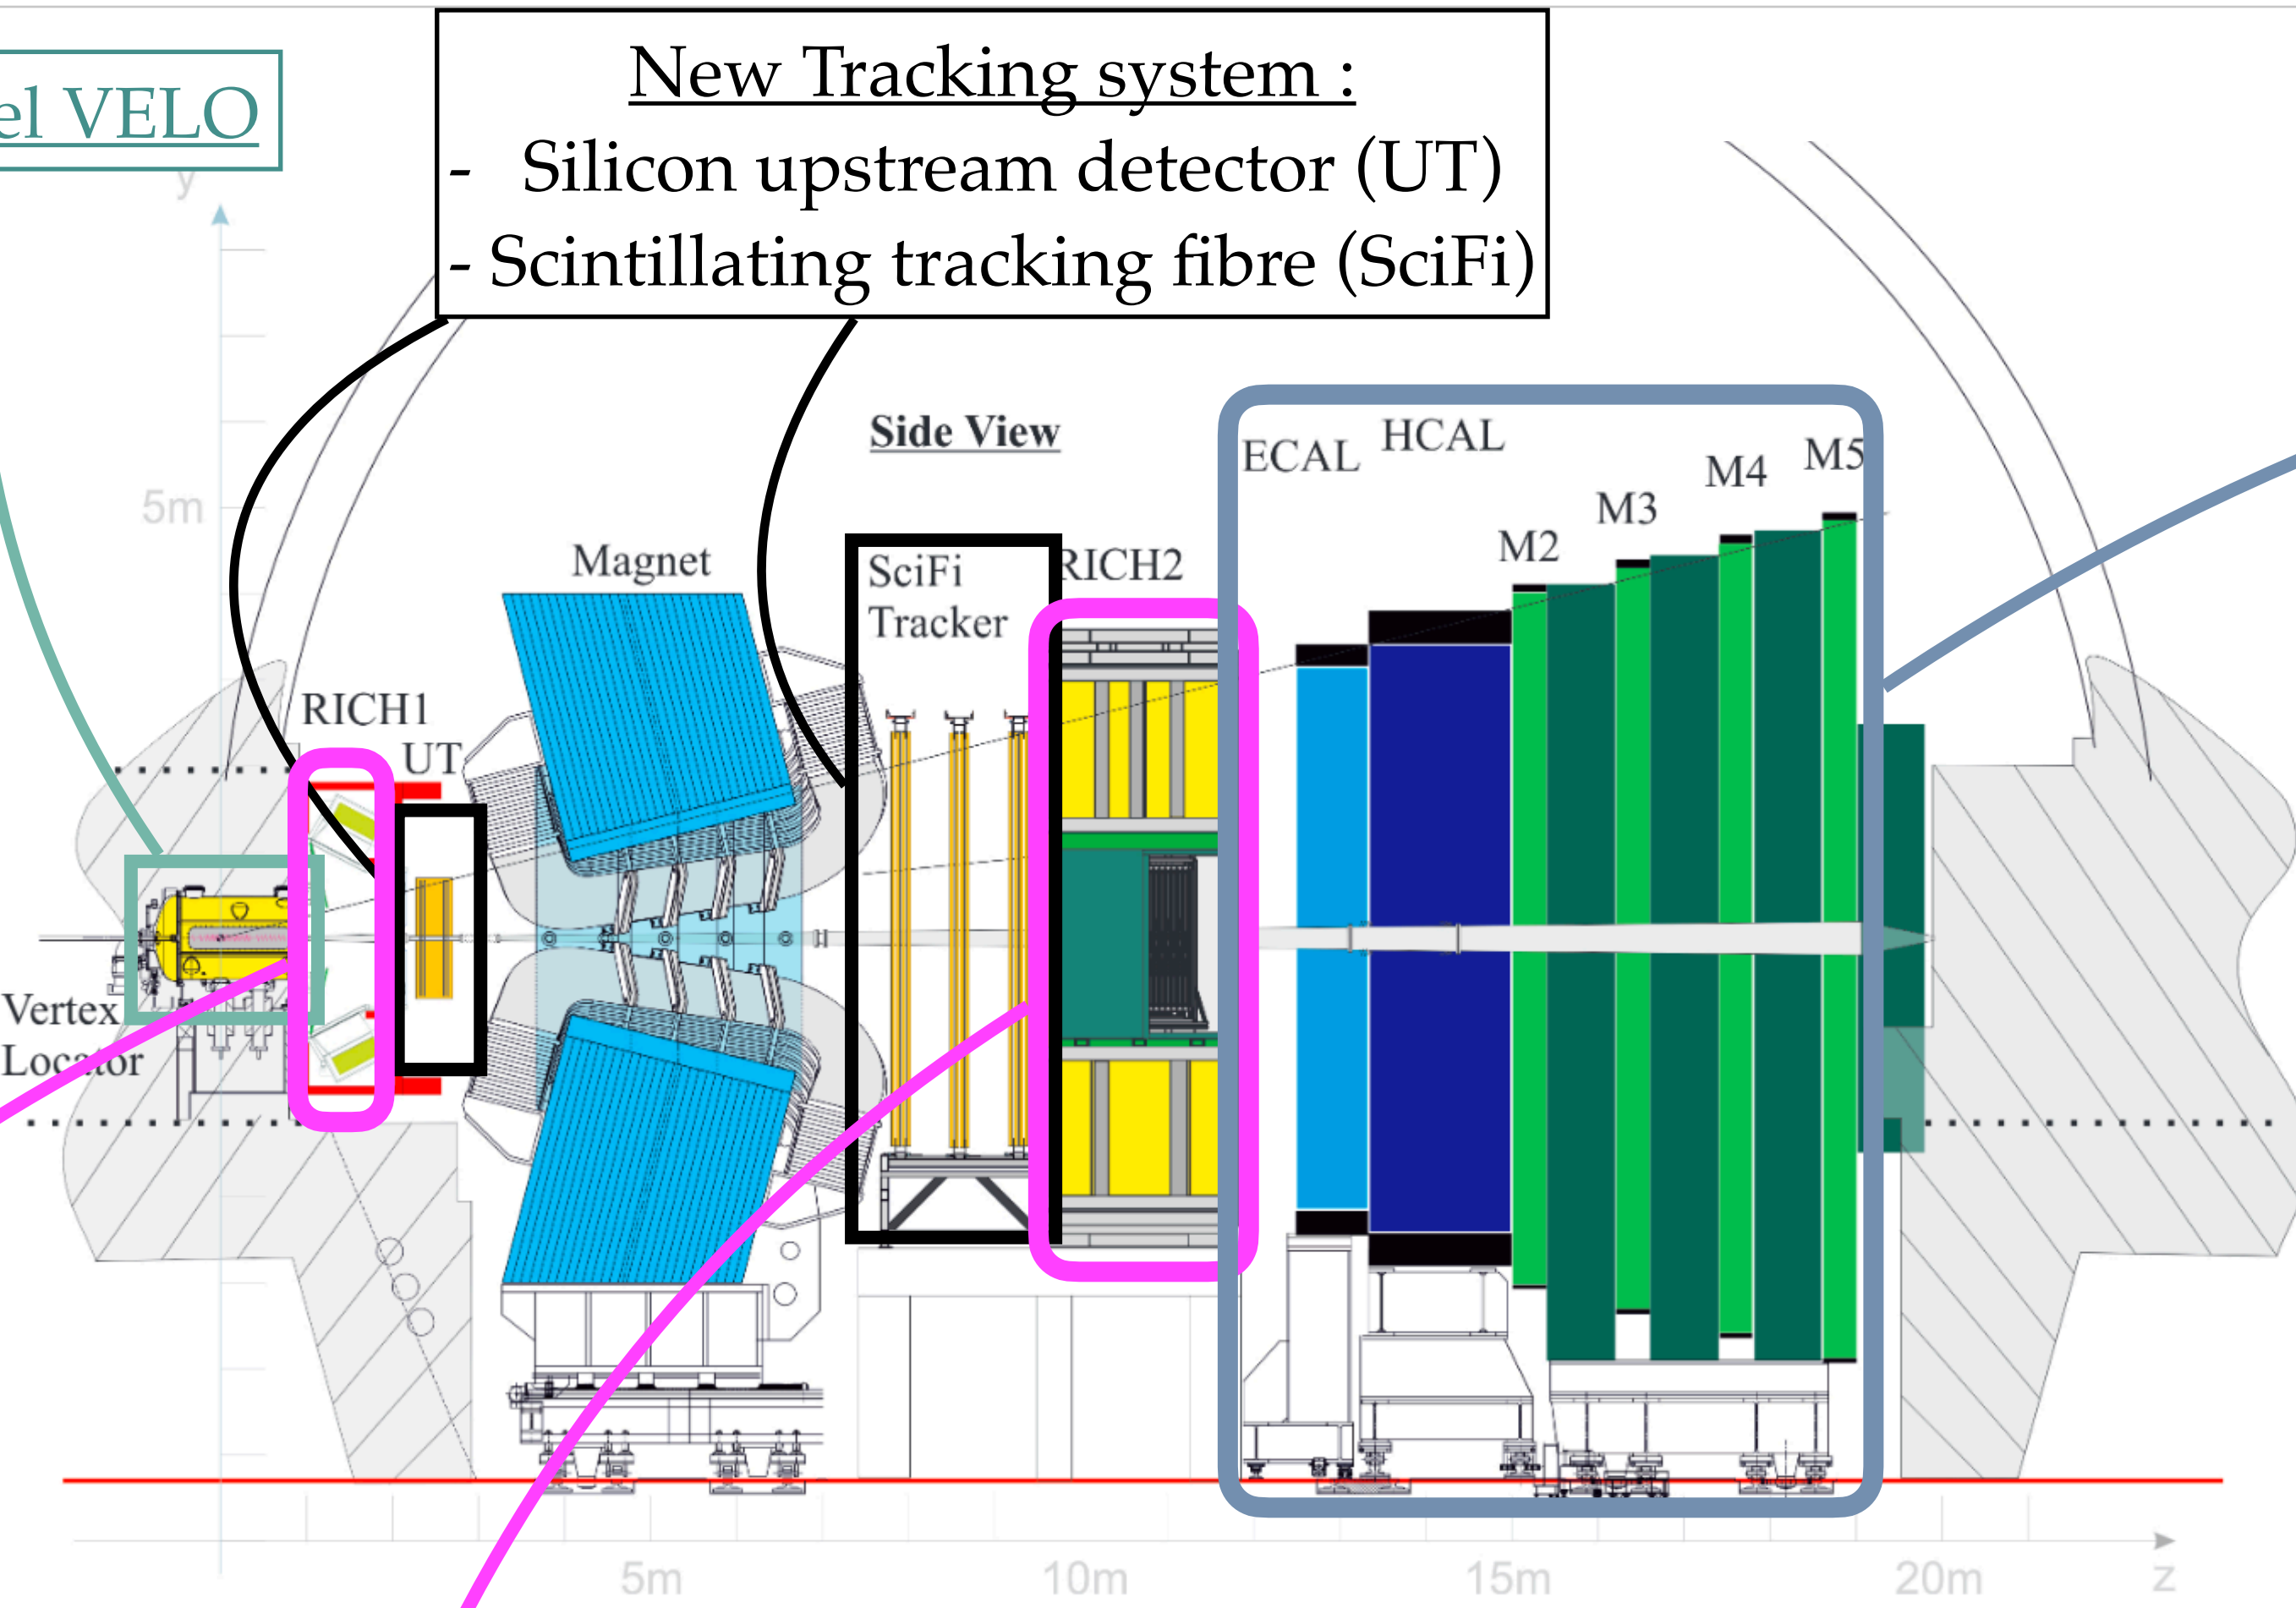 New Tracking system :
- Silicon upstream detector (UT)
- Scintillating tracking fibre (SciFi)
el VELO
y
5m
Side View
ECAL
HCAL
M2
M3
M4
M5
Magnet
SciFi
Tracker
RICH2
RICH1
UT
Vertex
Locator
5m
10m
15m
20m
z